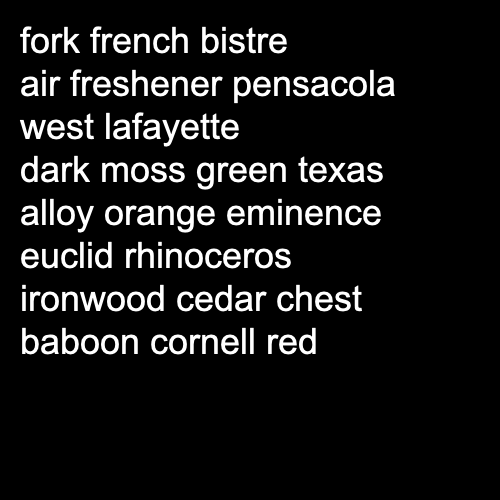 fork french bistre
air freshener pensacola
west lafayette
dark moss green texas
alloy orange eminence
euclid rhinoceros
ironwood cedar chest
baboon cornell red